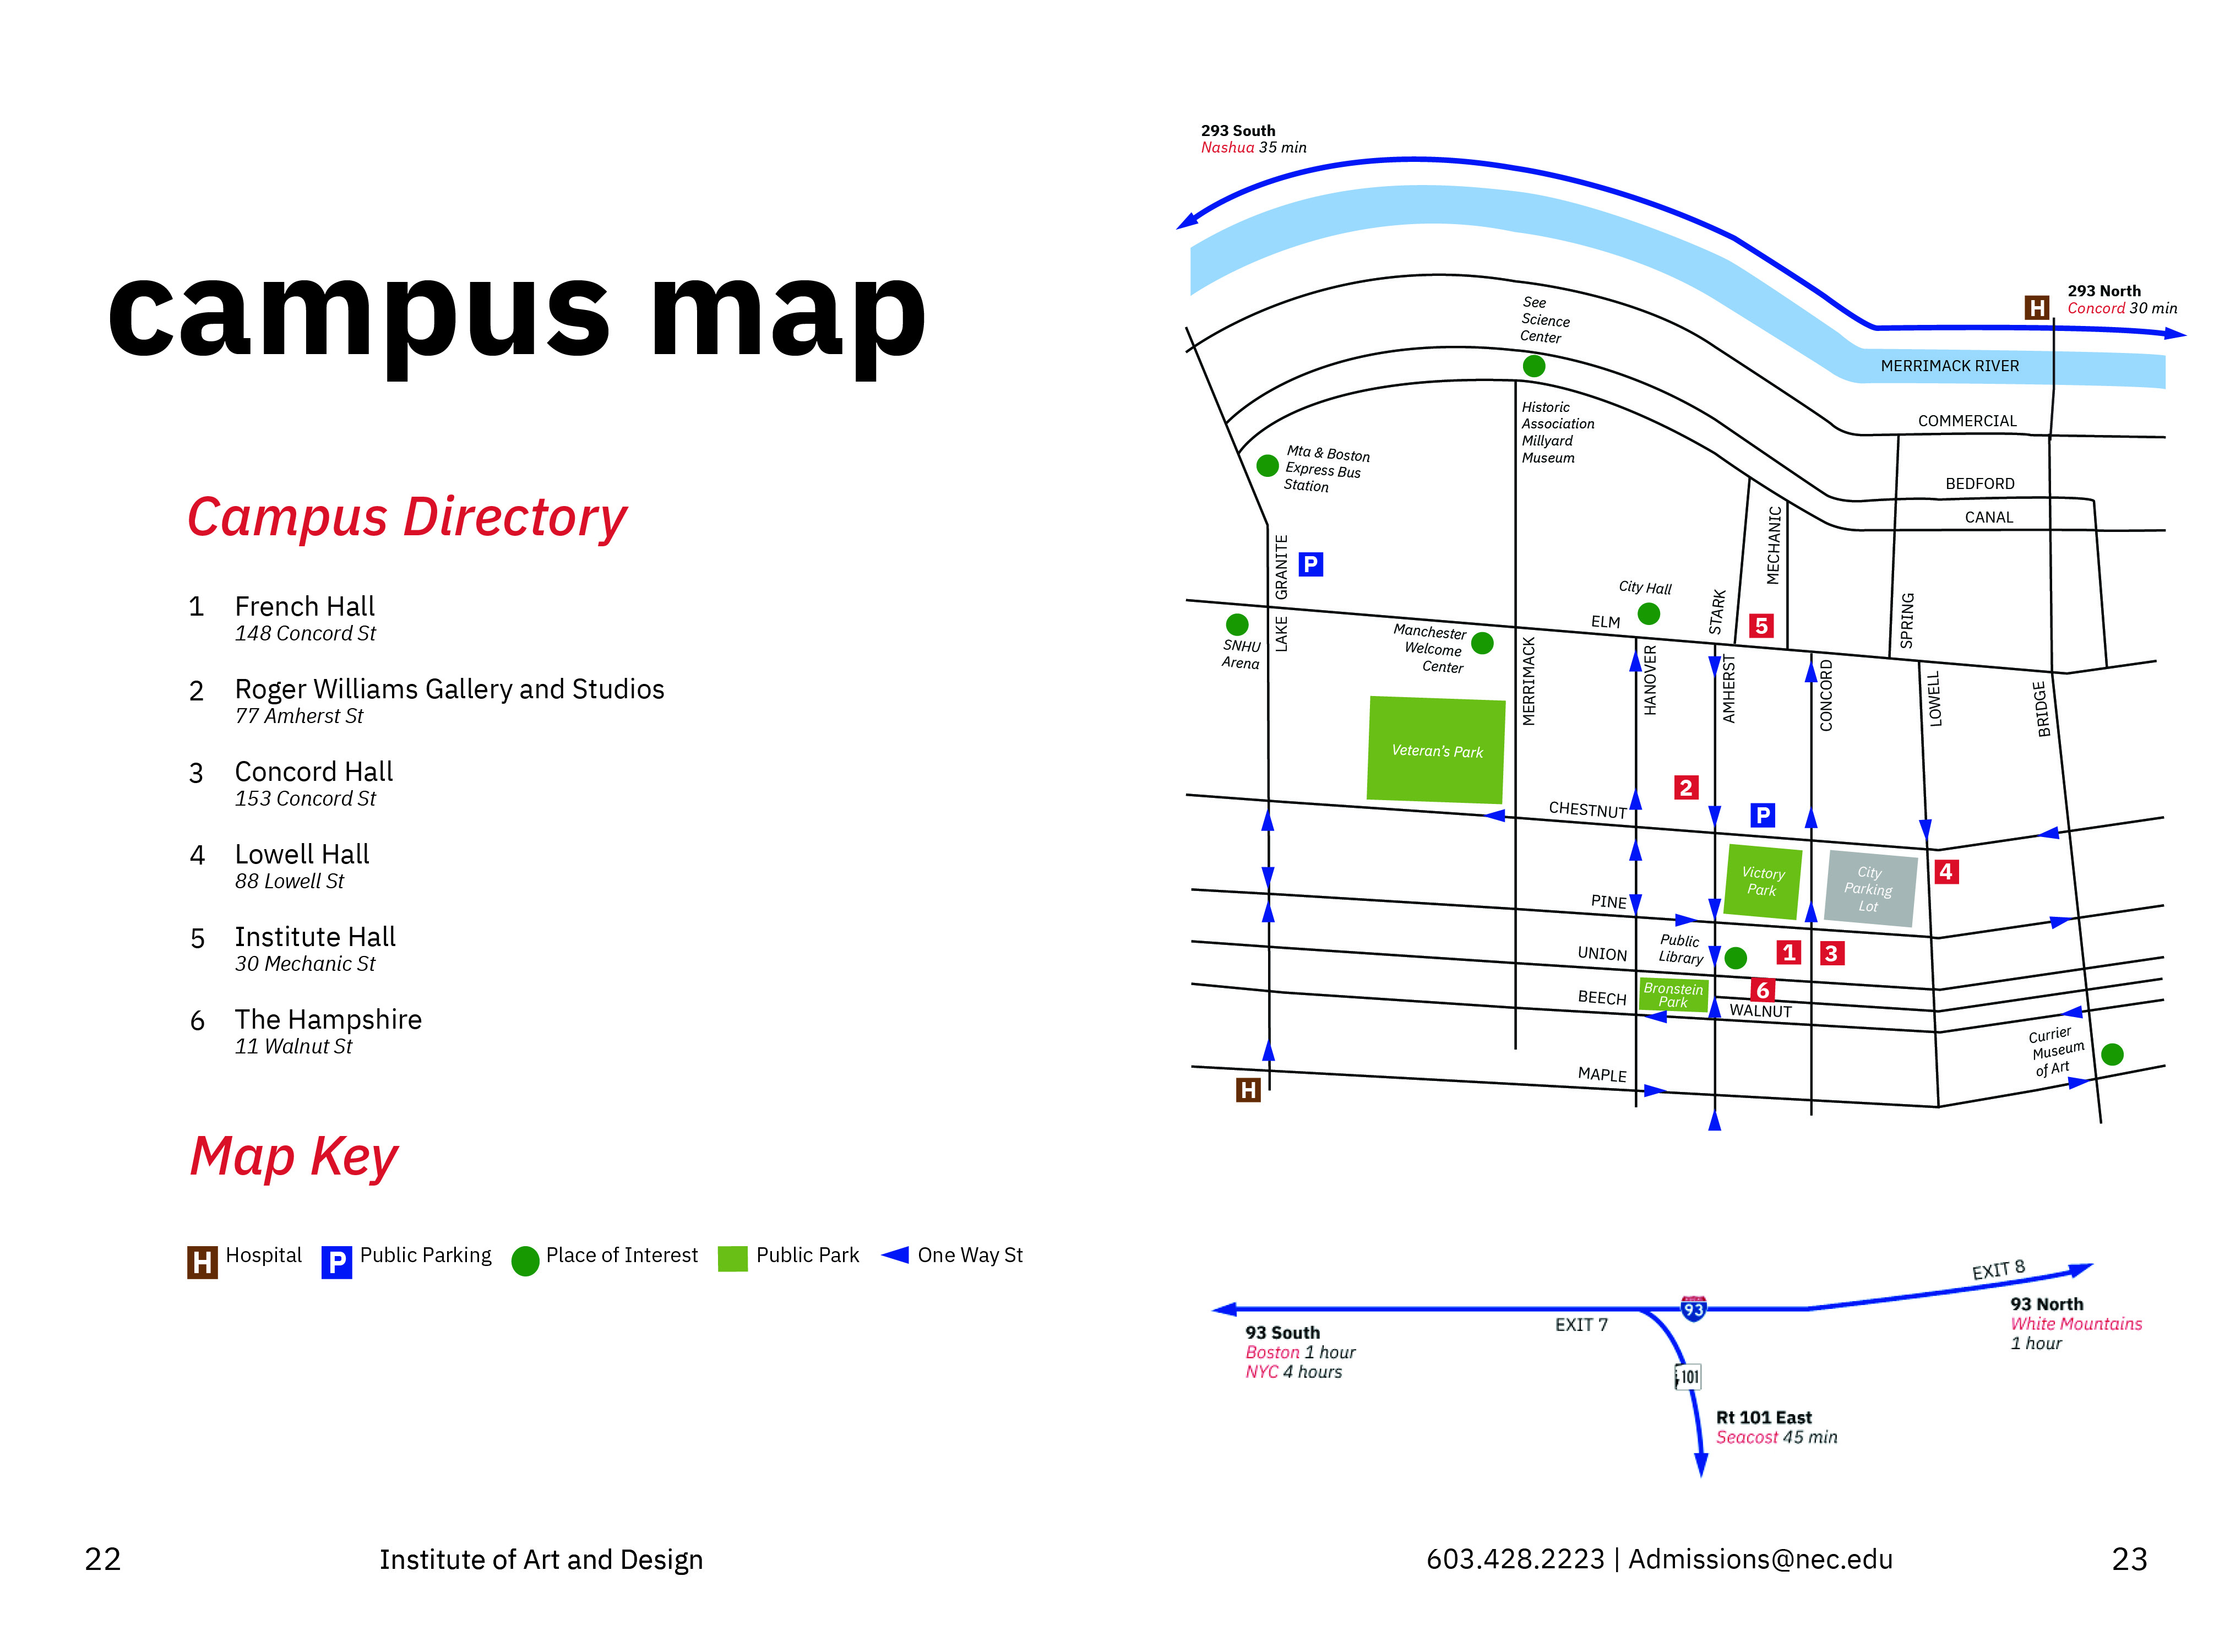 campus map
Campus Directory
1 French Hall
148 Concord St
2 Roger Williams Gallery and Studios
77 Amherst St
3 Concord Hall
153 Concord St
4 Lowell Hall
88 Lowell St
5 Institute Hall
30 Mechanic St
6 The Hampshire
11 Walnut St
Map Key
H Hospital P Public Parking Place of Interest Public Park One Way St
22 Institute of Art and Design
293 South
Nashua 35 min
293 North
Concord 30 min
H
MERRIMACK RIVER
COMMERCIAL
BEDFORD
CANAL
See
Science
Center
Historic
Association
Millyard
Museum
Mta & Boston
Express Bus
Station
GRANITE
P
LAKE
SNHU
Arena
Manchester
Welcome
Center
MERRIMACK
ELM
City Hall
HANOVER
STARK
AMHERST
MECHANIC
5
CONCORD
SPRING
LOWELL
BRIDGE
Veteran's Park
2
P
CHESTNUT
Victory
Park
City
Parking
Lot
4
PINE
Public
Library
1
3
UNION
6
BEECH
Bronstein
Park
WALNUT
Currier
Museum
of Art
MAPLE
H
EXIT 8
93
93 North
White Mountains
1 hour
EXIT 7
93 South
Boston 1 hour
NYC 4 hours
101
Rt 101 East
Seacost 45 min
603.428.2223 | Admissions@nec.edu 23